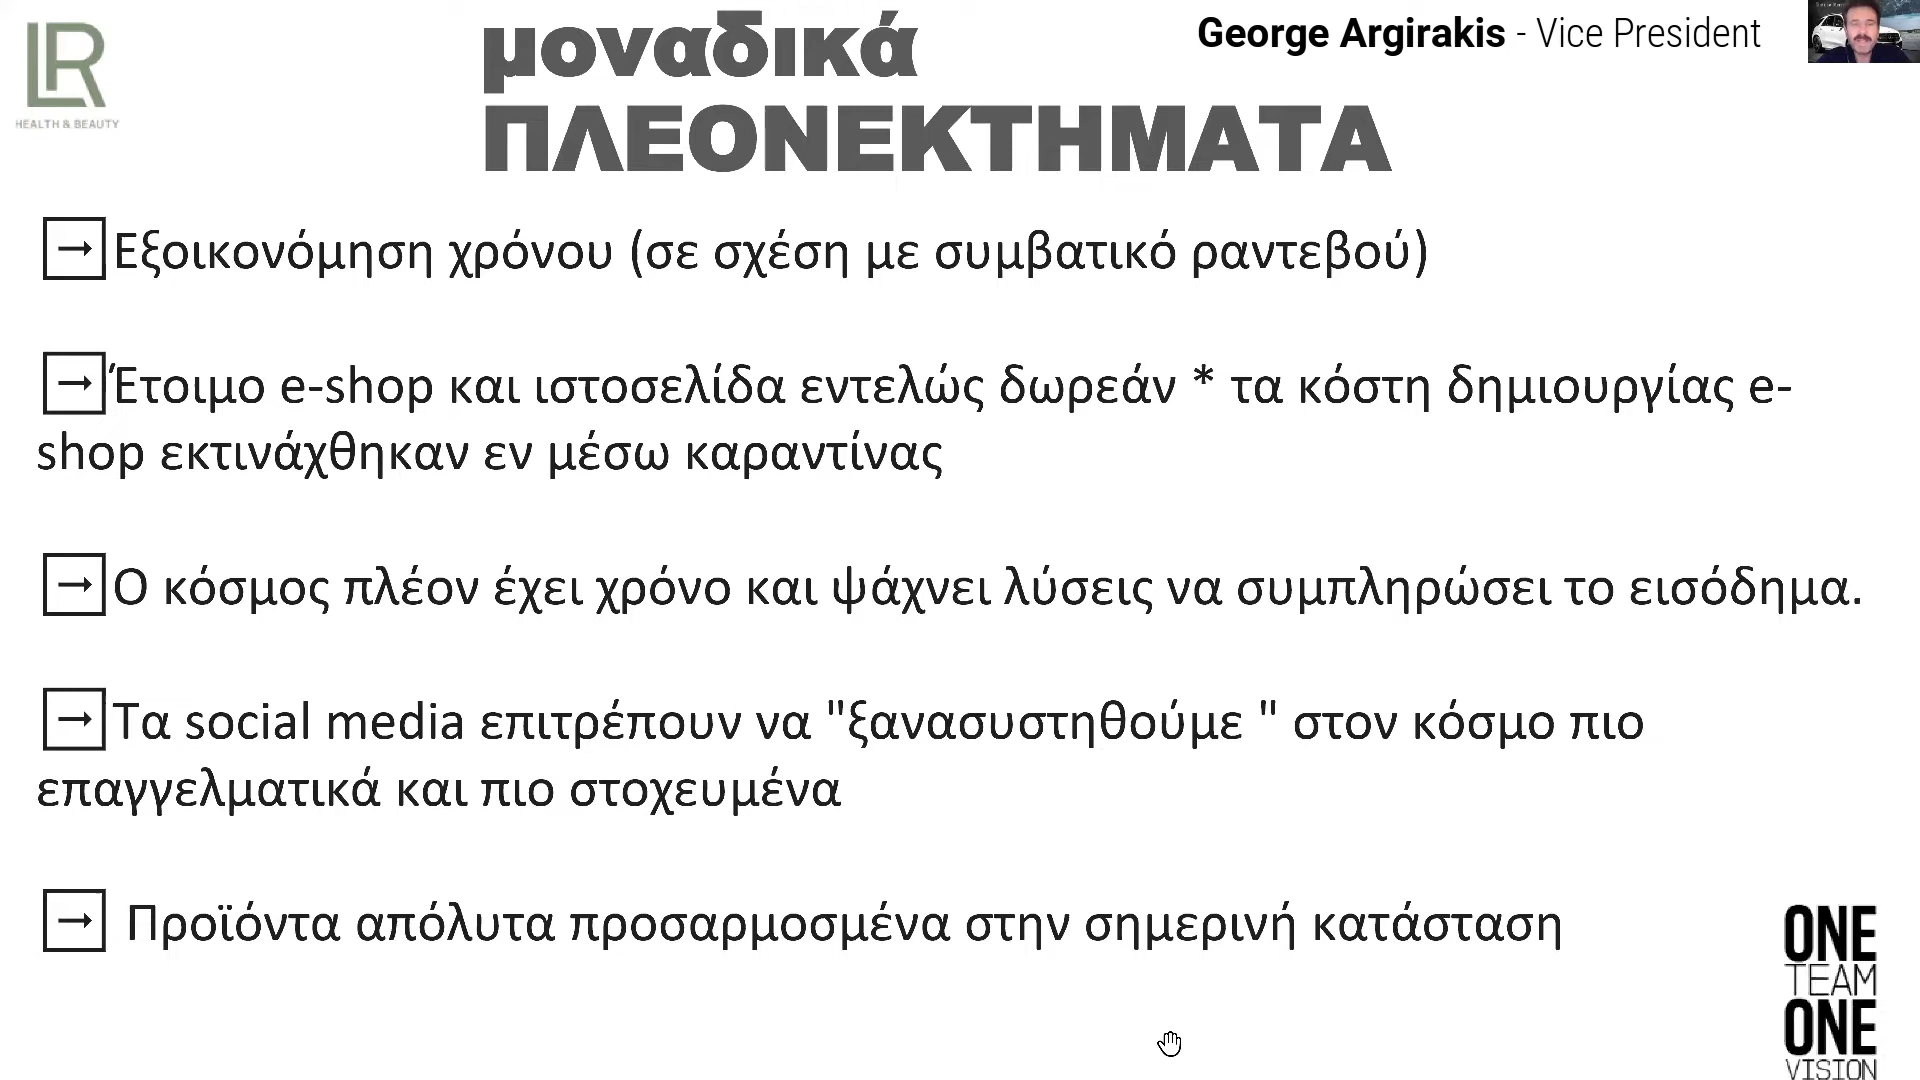 LR
HEALTH & BEAUTY
μοναδικά
ΠΛΕΟΝΕΚΤΗΜΑΤΑ
George Argirakis - Vice President
→ Εξοικονόμηση χρόνου (σε σχέση με συμβατικό ραντεβού)
→ Έτοιμο e-shop και ιστοσελίδα εντελώς δωρεάν * τα κόστη δημιουργίας e-
shop εκτινάχθηκαν εν μέσω καραντίνας
→ Ο κόσμος πλέον έχει χρόνο και ψάχνει λύσεις να συμπληρώσει το εισόδημα.
→ Τα social media επιτρέπουν να "ξανασυστηθούμε " στον κόσμο πιο
επαγγελματικά και πιο στοχευμένα
→ Προϊόντα απόλυτα προσαρμοσμένα στην σημερινή κατάσταση
ONE
TEAM
ONE
VISION